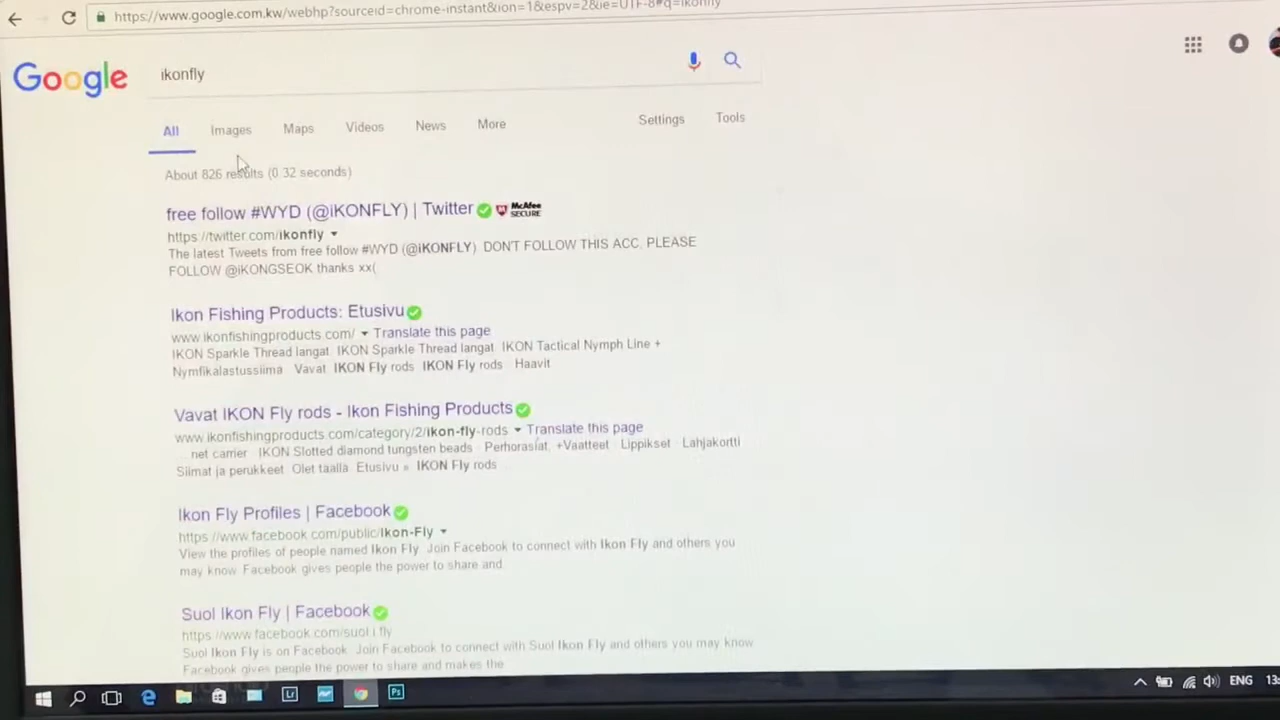 https://www.google.com.kw/webhp?sourceid=chrome-instant&ion=1&espv=2&ie=UTF-8#q=ikonfly
Google
ikonfly
All Images Maps Videos News More Settings Tools
About 826 results (0.32 seconds)
free follow #WYD (@iKONFLY) | Twitter McAfee SECURE
https://twitter.com/ikonfly
The latest Tweets from free follow #WYD (@iKONFLY) DON'T FOLLOW THIS ACC, PLEASE
FOLLOW @iKONGSEOK thanks xx(
Ikon Fishing Products: Etusivu
www.ikonfishingproducts.com/ Translate this page
IKON Sparkle Thread langat IKON Sparkle Thread langat IKON Tactical Nymph Line +
Nymfikalastussiima Vavat IKON Fly rods IKON Fly rods Haavit
Vavat IKON Fly rods - Ikon Fishing Products
www.ikonfishingproducts.com/category/2/ikon-fly-rods Translate this page
net carrier IKON Slotted diamond tungsten beads Perhorasiat +Vaatteet Lippikset Lahjakortti
Siimat ja perukkeet Olet täällä Etusivu » IKON Fly rods
Ikon Fly Profiles | Facebook
https://www.facebook.com/public/Ikon-Fly
View the profiles of people named Ikon Fly. Join Facebook to connect with Ikon Fly and others you
may know. Facebook gives people the power to share and
Suol Ikon Fly | Facebook
https://www.facebook.com/suol.i.fly
Suol Ikon Fly is on Facebook. Join Facebook to connect with Suol Ikon Fly and others you may know
Facebook gives people the power to share and makes the
Lr Ps ENG